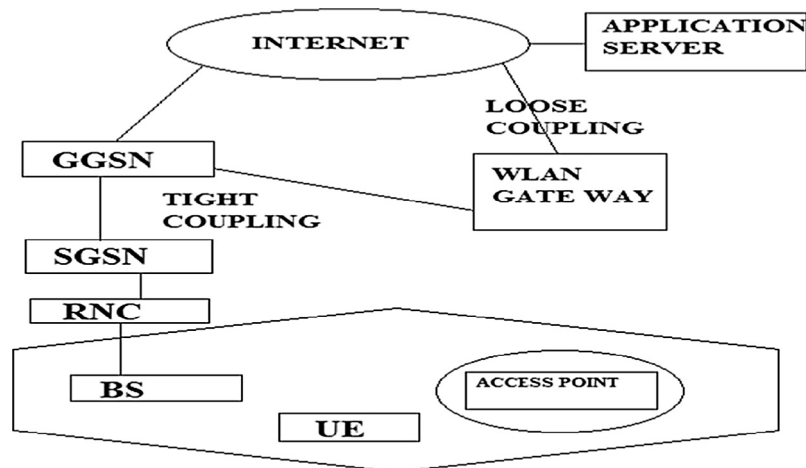 INTERNET
APPLICATION
SERVER
LOOSE
COUPLING
GGSN
WLAN
GATE WAY
TIGHT
COUPLING
SGSN
RNC
BS
ACCESS POINT
UE